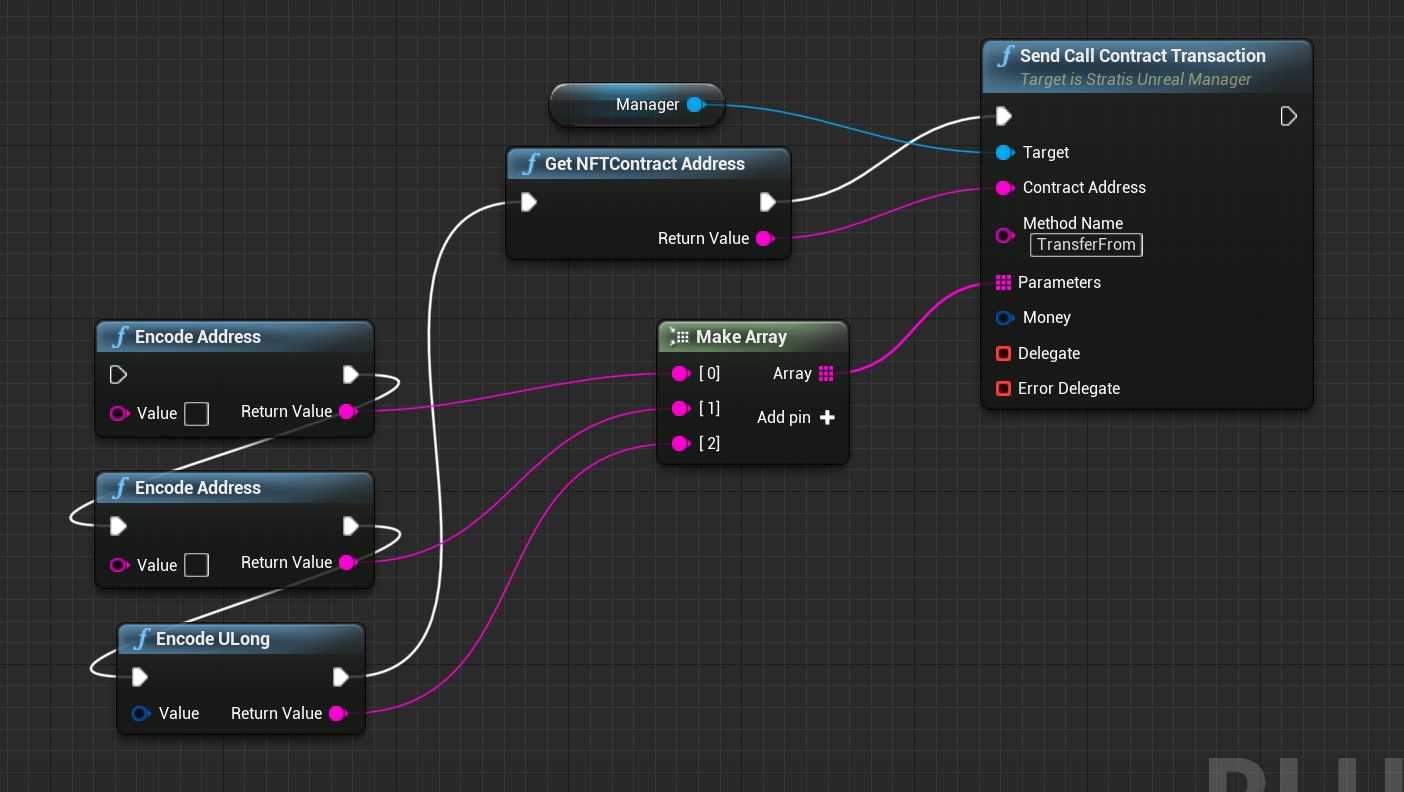 Send Call Contract Transaction
Target is Stratis Unreal Manager
Manager
Target
Get NFTContract Address
Contract Address
Return Value
Method Name
TransferFrom
Parameters
Money
Delegate
Error Delegate
Encode Address
Value
Return Value
Make Array
[ 0]
Array
[ 1]
Add pin
[ 2]
Encode Address
Value
Return Value
Encode ULong
Value
Return Value